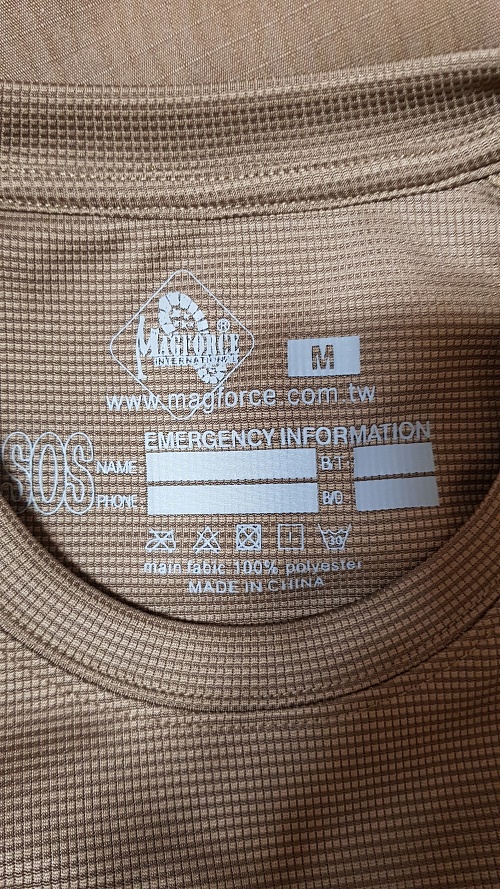 MAGFORCE®
INTERNATIONAL
M
www.magforce.com.tw
SOS
EMERGENCY INFORMATION
NAME B/T
PHONE B/D
main fabic 100% polyester
MADE IN CHINA